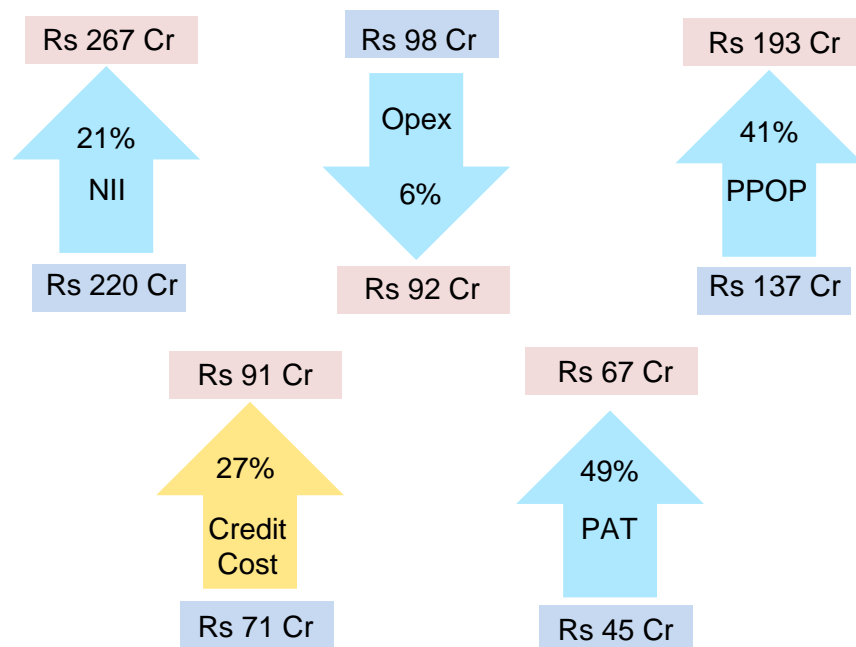 Rs 267 Cr
21%
NII
Rs 220 Cr
Rs 98 Cr
Opex
6%
Rs 92 Cr
Rs 193 Cr
41%
PPOP
Rs 137 Cr
Rs 91 Cr
27%
Credit
Cost
Rs 71 Cr
Rs 67 Cr
49%
PAT
Rs 45 Cr